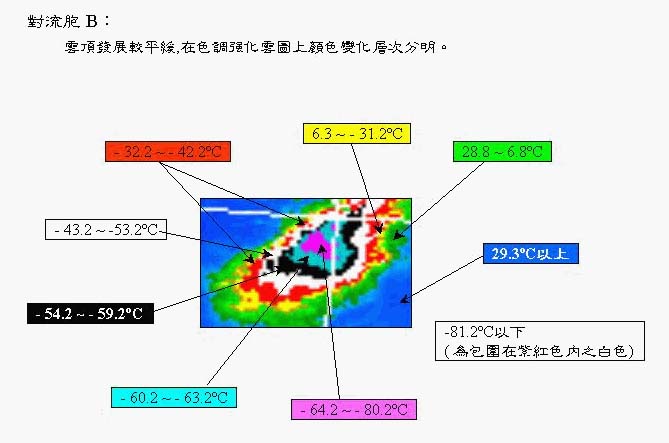 對流胞 B：
雲頂發展較平緩,在色調强化雲圖上顏色變化層次分明。
6.3 ~ - 31.2ºC
- 32.2 ~ - 42.2ºC
28.8 ~ 6.8ºC
- 43.2 ~ -53.2ºC
29.3ºC以上
- 54.2 ~ - 59.2ºC
-81.2ºC以下
( 為包圍在紫紅色內之白色)
- 60.2 ~ - 63.2ºC
- 64.2 ~ - 80.2ºC